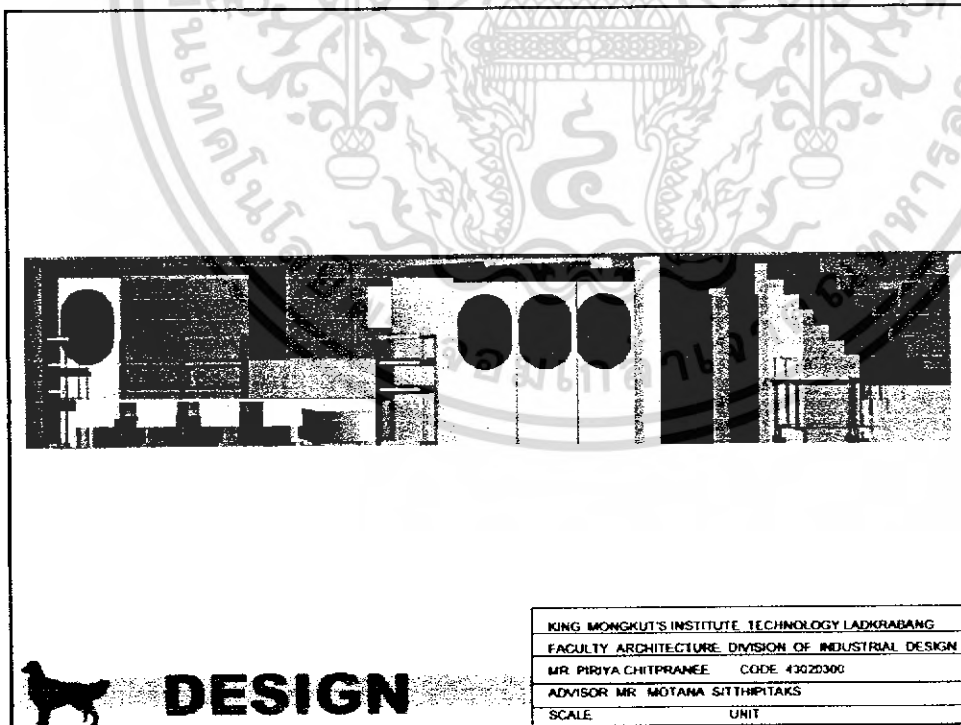 DESIGN
KING MONGKUT'S INSTITUTE TECHNOLOGY LADKRABANG
FACULTY ARCHITECTURE DIVISION OF INDUSTRIAL DESIGN
MR PIRIYA CHITPRANEE CODE 43020300
ADVISOR MR MOTANA SITTHIPITAKS
SCALE UNIT